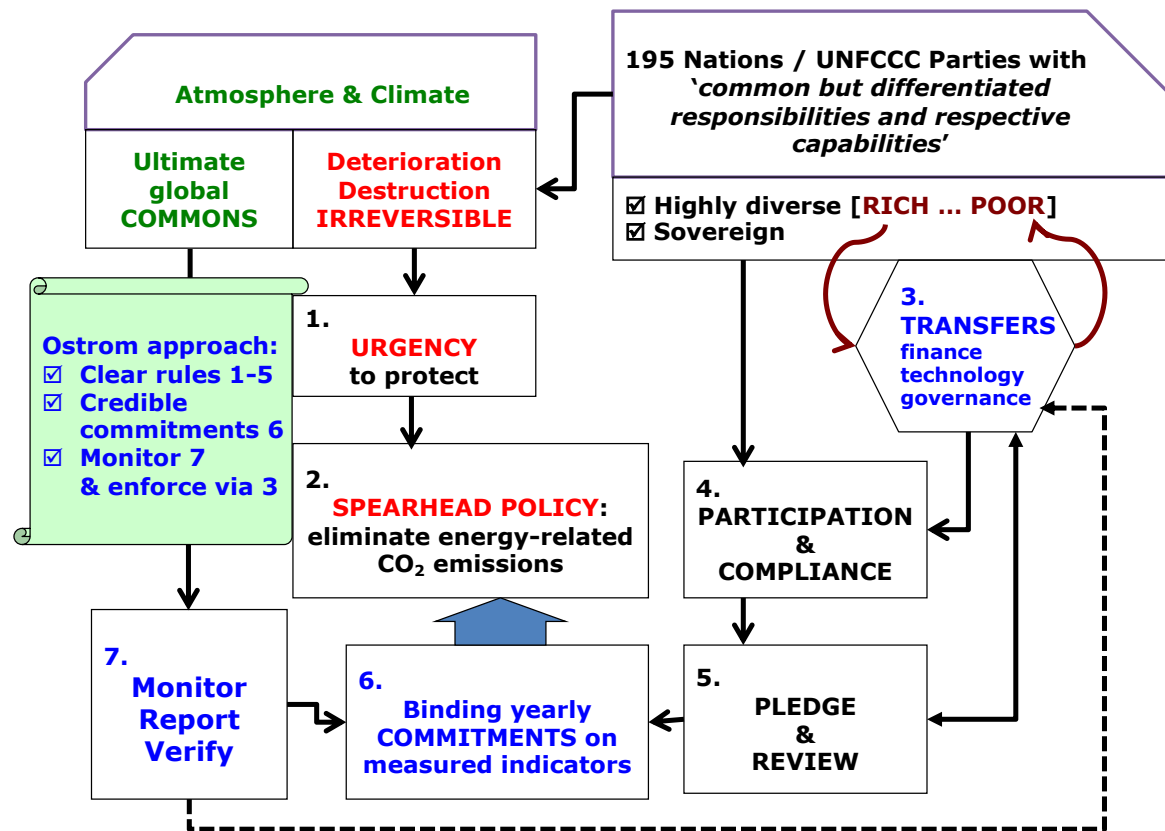 Atmosphere & Climate
Ultimate
global
COMMONS
Deterioration
Destruction
IRREVERSIBLE
195 Nations / UNFCCC Parties with
‘common but differentiated
responsibilities and respective
capabilities’
☑ Highly diverse [RICH ... POOR]
☑ Sovereign
Ostrom approach:
☑ Clear rules 1-5
☑ Credible
commitments 6
☑ Monitor 7
& enforce via 3
1.
URGENCY
to protect
2.
SPEARHEAD POLICY:
eliminate energy-related
CO₂ emissions
3.
TRANSFERS
finance
technology
governance
4.
PARTICIPATION
&
COMPLIANCE
5.
PLEDGE
&
REVIEW
6.
Binding yearly
COMMITMENTS on
measured indicators
7.
Monitor
Report
Verify